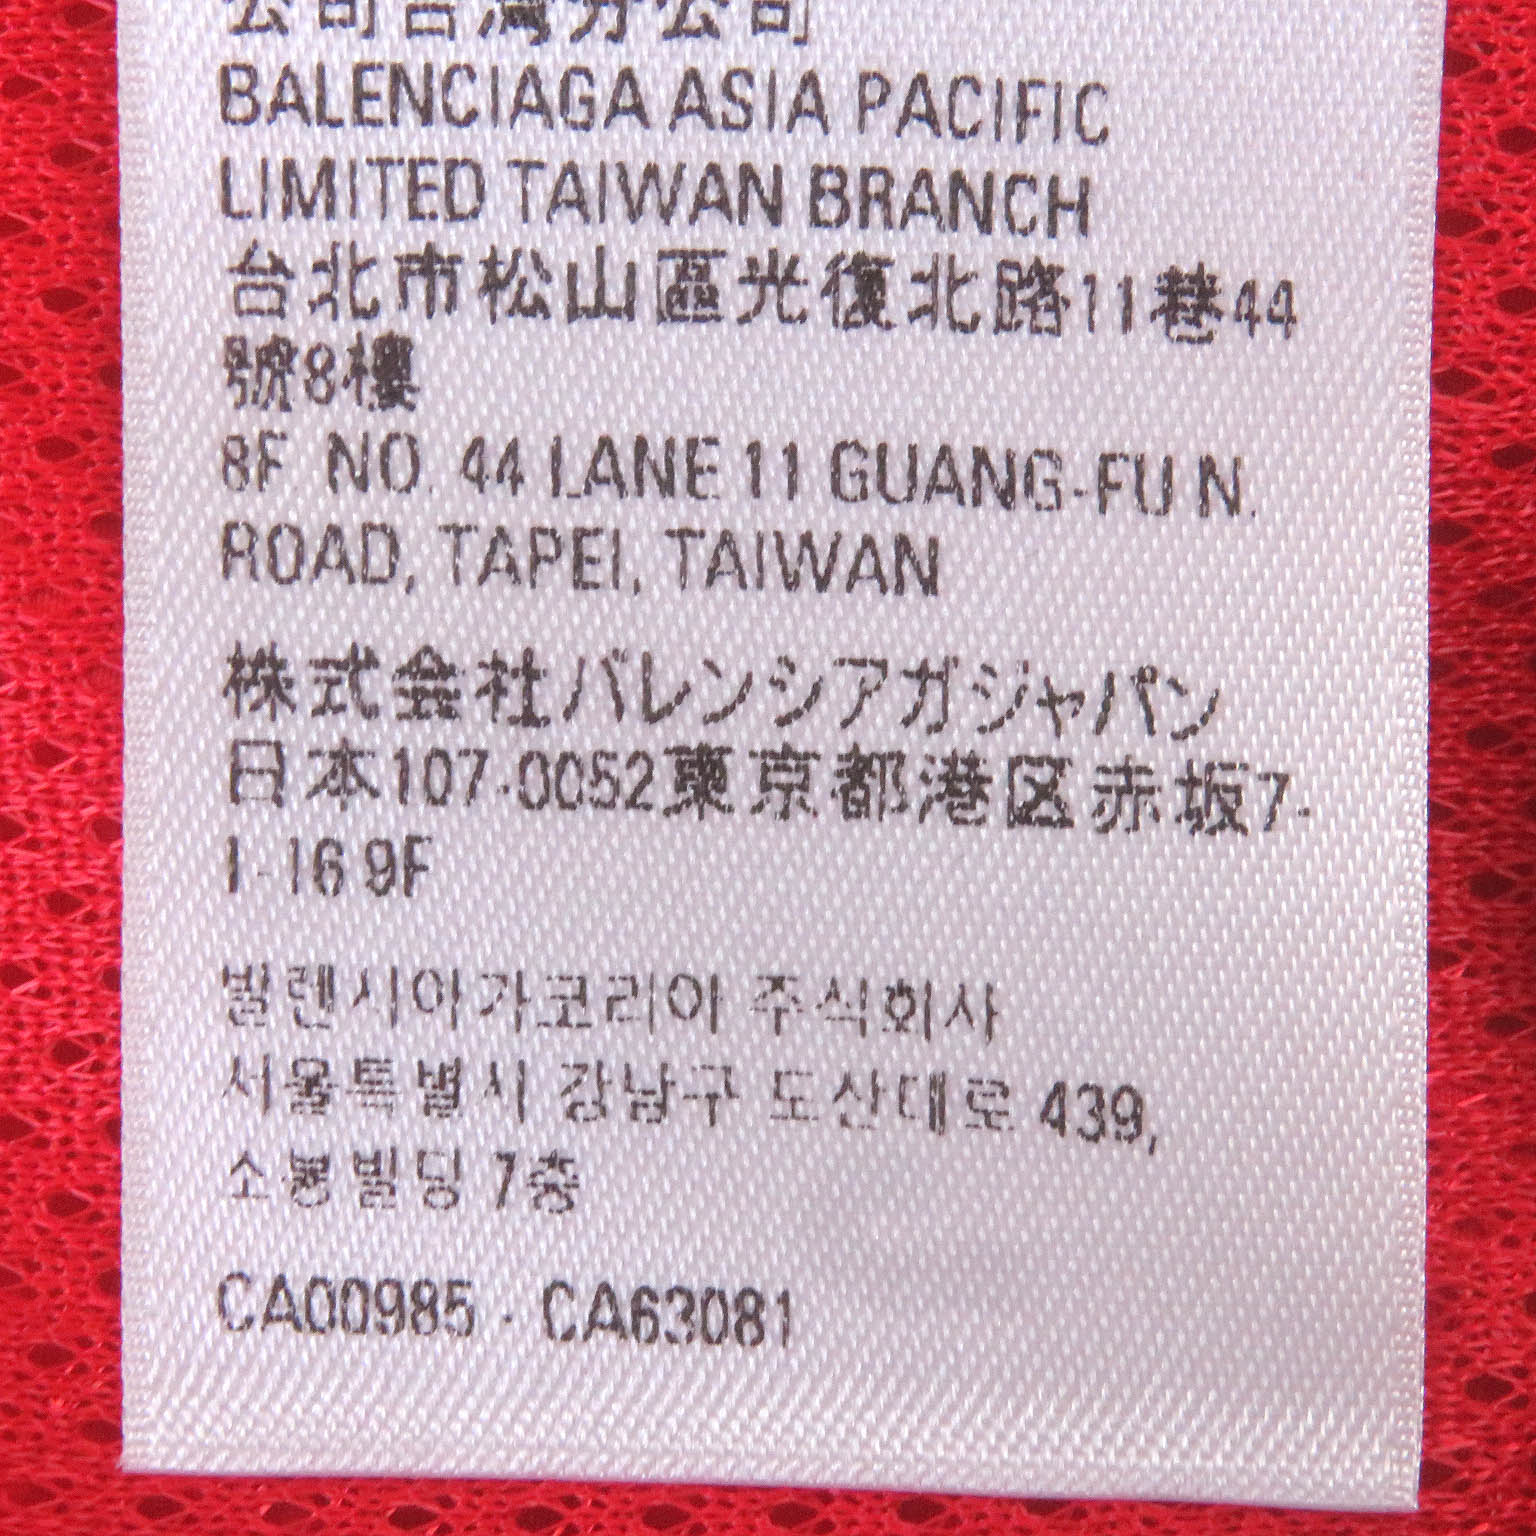 公司台灣分公司
BALENCIAGA ASIA PACIFIC
LIMITED TAIWAN BRANCH
台北市松山區光復北路11巷44
號8樓
8F. NO. 44 LANE 11 GUANG-FU N.
ROAD, TAPEI, TAIWAN
株式会社バレンシアガジャパン
日本107-0052東京都港区赤坂7-
1-16 9F
발렌시아가코리아 주식회사
서울특별시 강남구 도산대로 439,
소봉빌딩 7층
CA00985 · CA63081